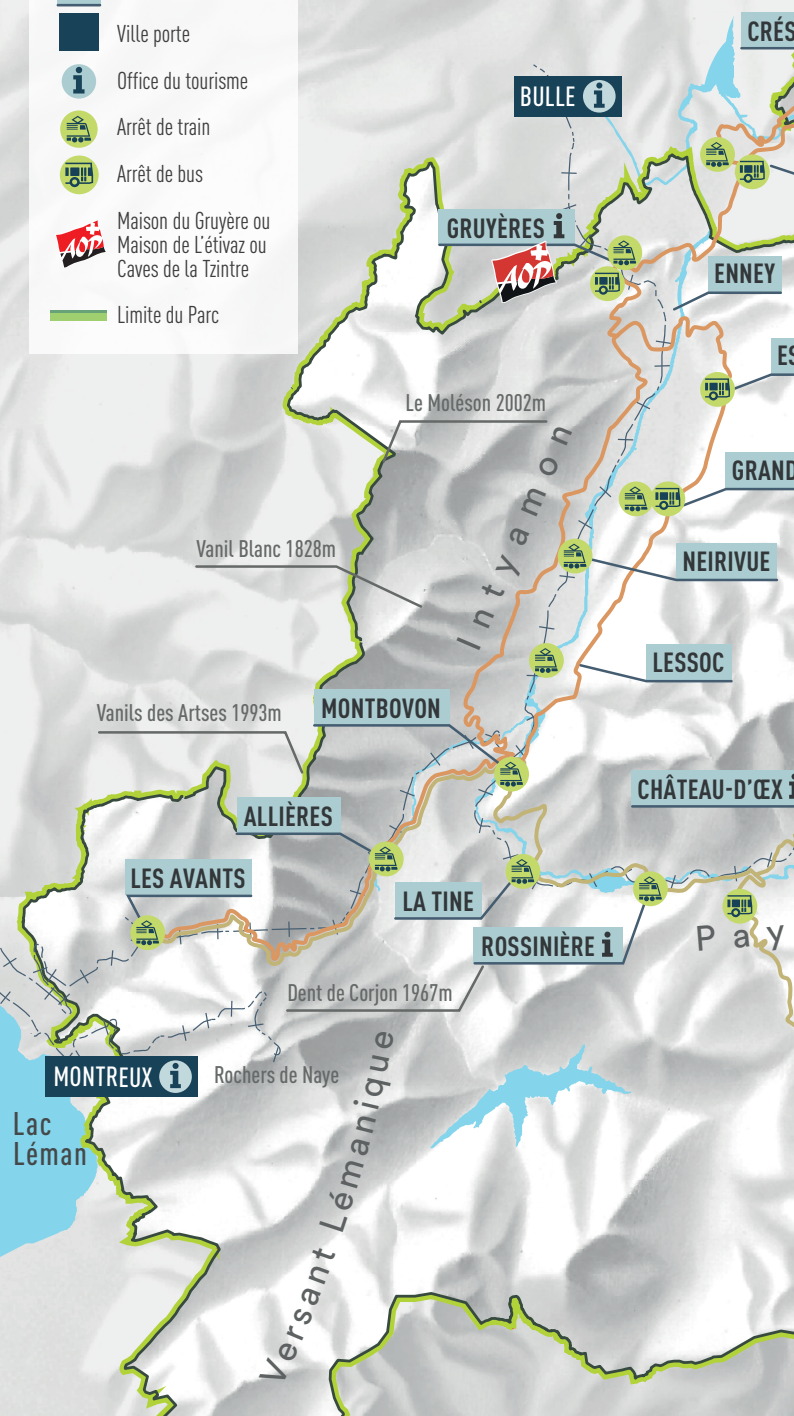 Ville porte
Office du tourisme
Arrêt de train
Arrêt de bus
AOP
Maison du Gruyère ou
Maison de L'étivaz ou
Caves de la Tzintre
Limite du Parc
CRÉS
BULLE i
GRUYÈRES i
AOP
ENNEY
ES
Le Moléson 2002m
Intyamon
GRAND
Vanil Blanc 1828m
NEIRIVUE
LESSOC
MONTBOVON
Vanils des Artses 1993m
CHÂTEAU-D'ŒX i
ALLIÈRES
LES AVANTS
LA TINE
ROSSINIÈRE i
Pay
Dent de Corjon 1967m
MONTREUX i
Rochers de Naye
Lac
Léman
Versant Lémanique